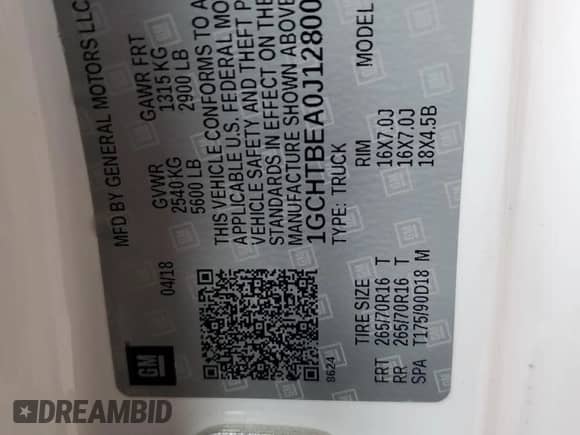 MFD BY GENERAL MOTORS LLC
04/18
GVWR
2540 KG
5600 LB
GAWR FRT
1315 KG
2900 LB
THIS VEHICLE CONFORMS TO A
APPLICABLE U.S. FEDERAL MOT
VEHICLE SAFETY AND THEFT P
STANDARDS IN EFFECT ON THE
MANUFACTURE SHOWN ABOVE
1GCHTBEA0J12800
TYPE: TRUCK
MODEL
TIRE SIZE RIM
FRT 265/70R16 T 16X7.0J
RR 265/70R16 T 16X7.0J
SPA T175/90D18 M 18X4.5B
8624
GM
DREAMBID